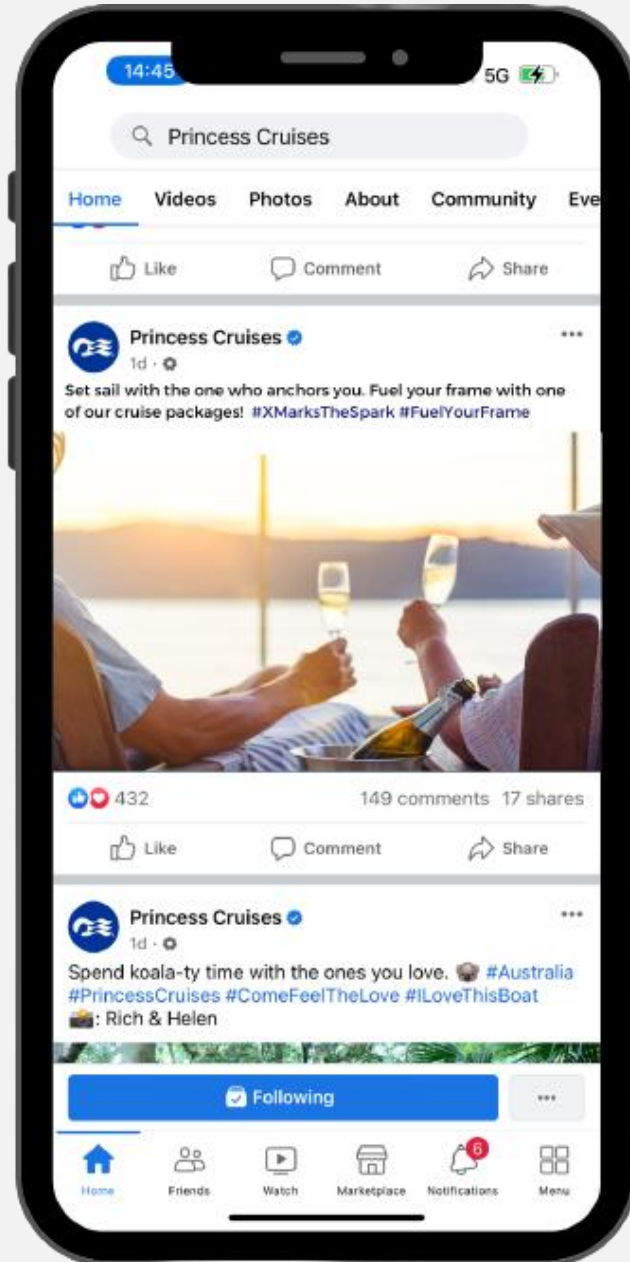 14:45
5G
Princess Cruises
Home Videos Photos About Community Eve
Like Comment Share
Princess Cruises
1d
Set sail with the one who anchors you. Fuel your frame with one
of our cruise packages! #XMarksTheSpark #FuelYourFrame
432 149 comments 17 shares
Like Comment Share
Princess Cruises
1d
Spend koala-ty time with the ones you love. 🐨 #Australia
#PrincessCruises #ComeFeelTheLove #ILoveThisBoat
📸: Rich & Helen
Following
6
Home Friends Watch Marketplace Notifications Menu